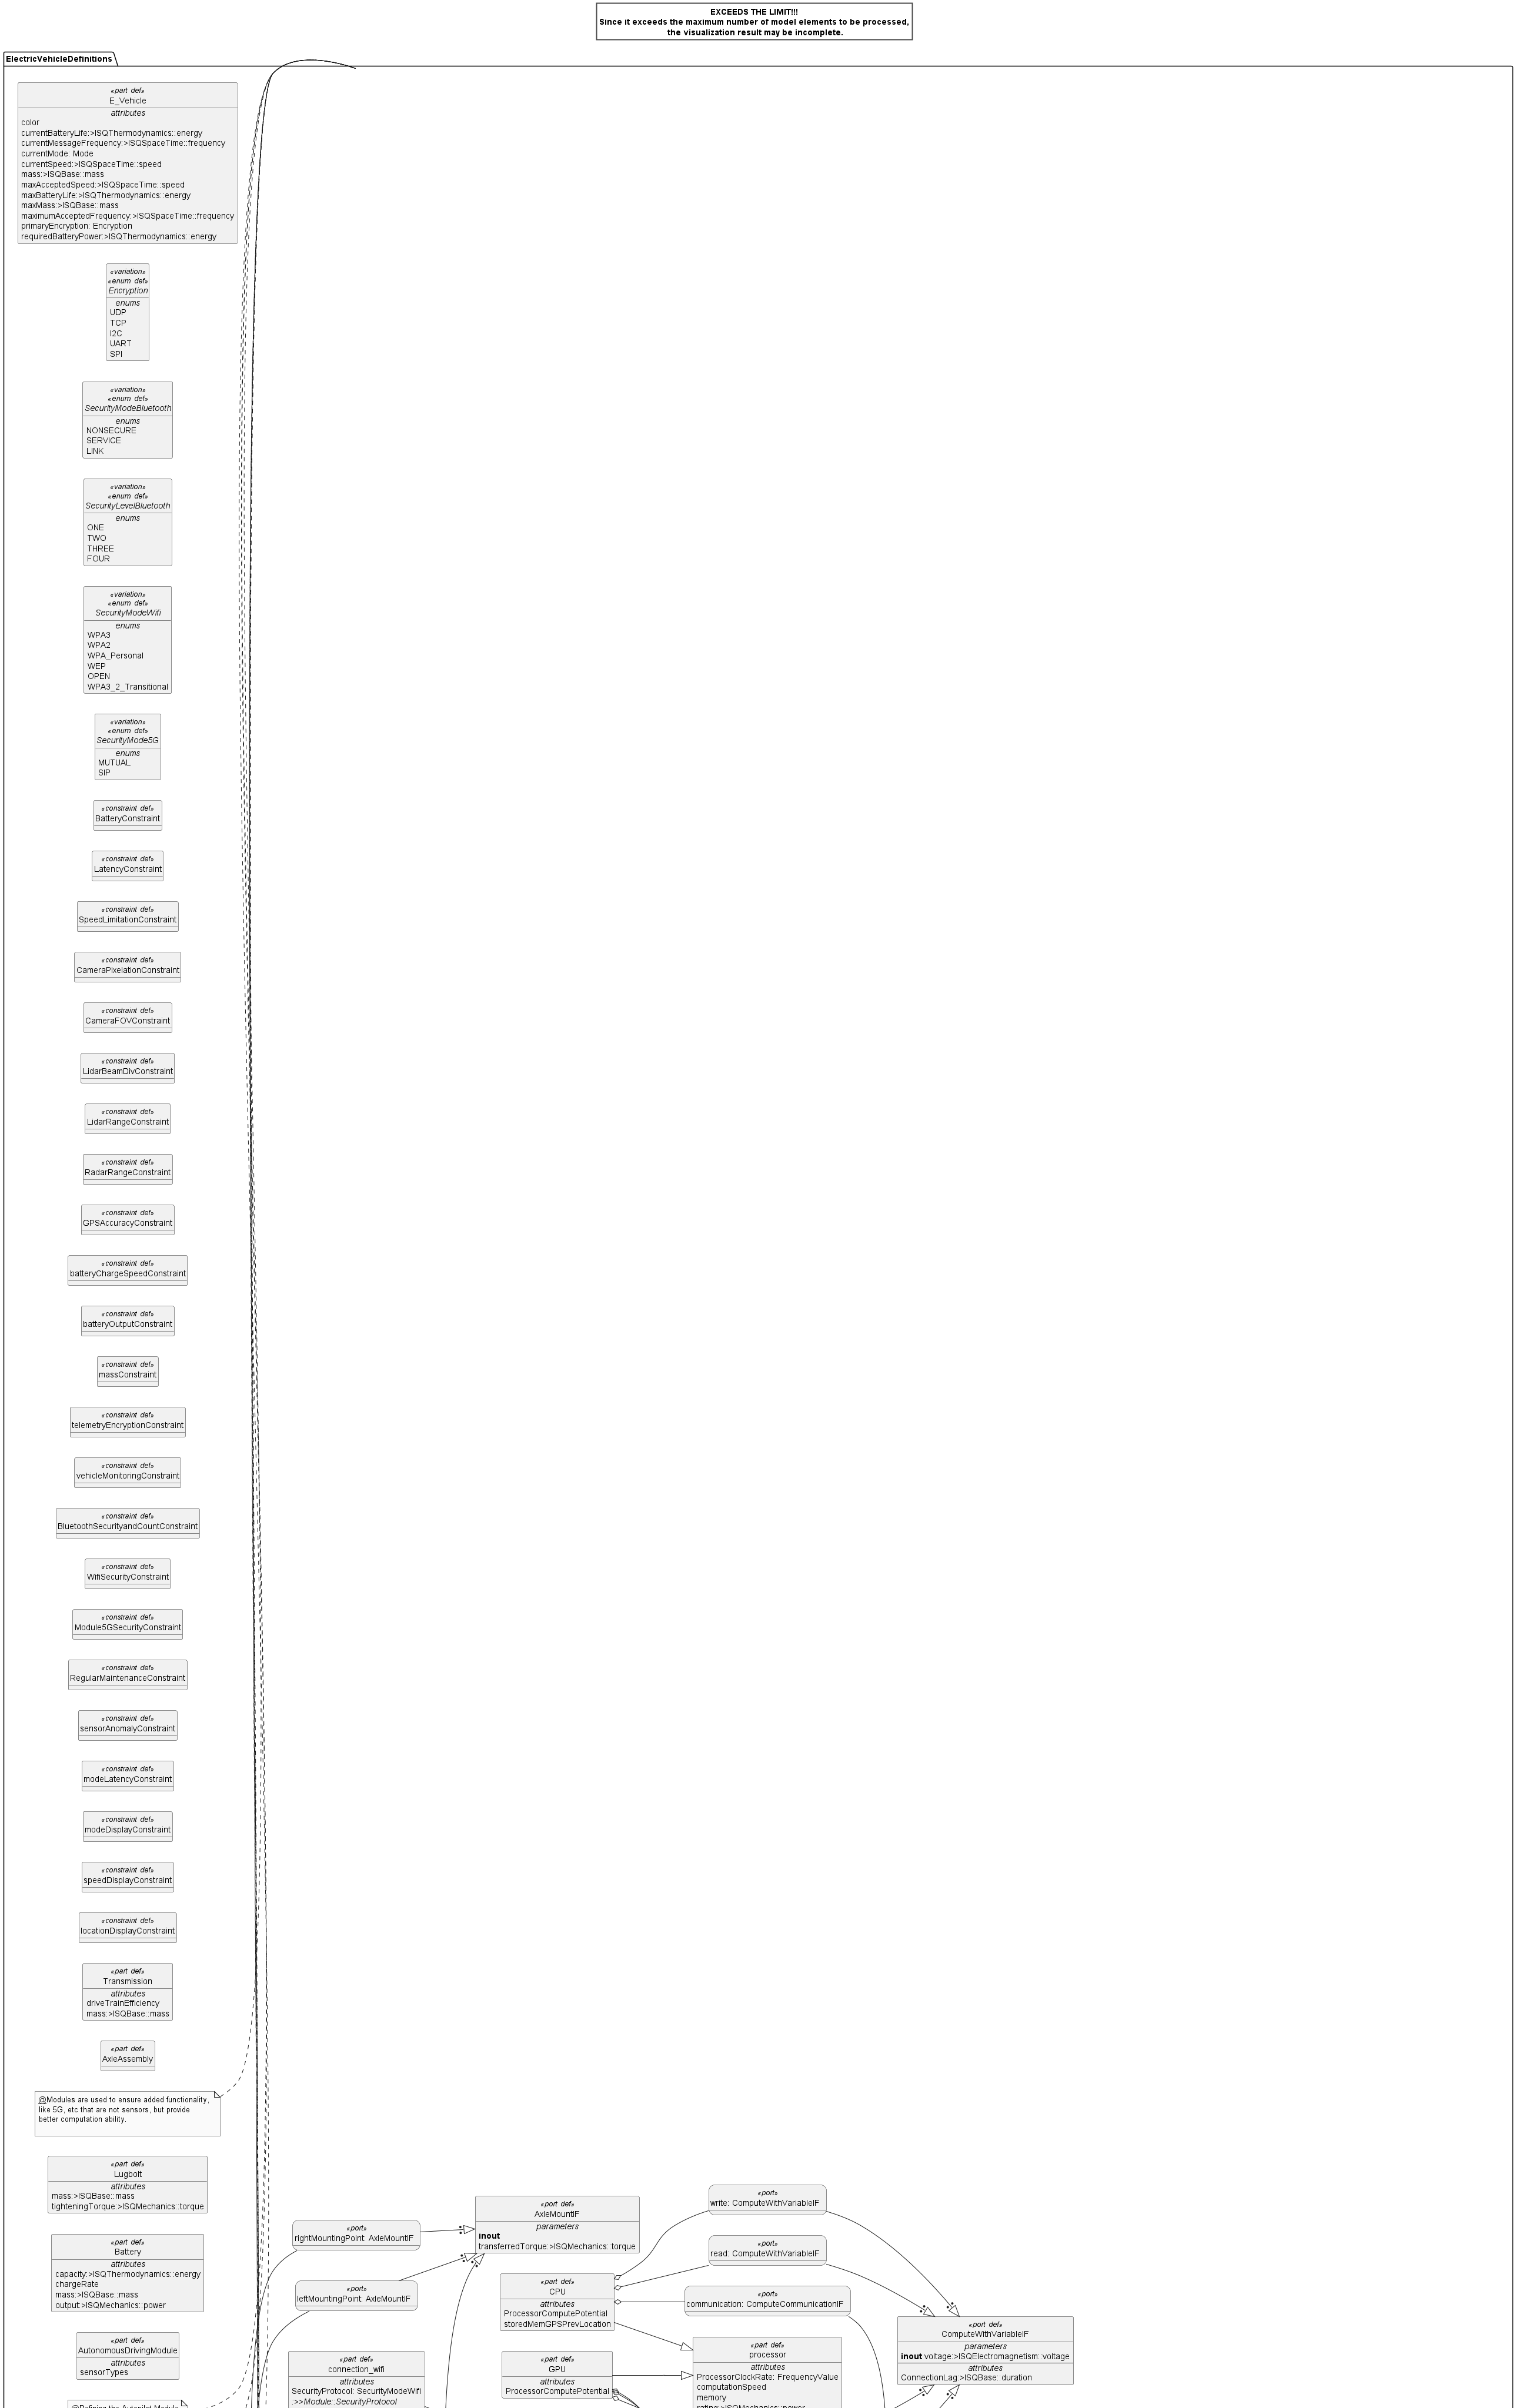 EXCEEDS THE LIMIT!!!
Since it exceeds the maximum number of model elements to be processed,
the visualization result may be incomplete.
ElectricVehicleDefinitions
«part def»
E_Vehicle
attributes
color
currentBatteryLife:>ISQThermodynamics::energy
currentMessageFrequency:>ISQSpaceTime::frequency
currentMode: Mode
currentSpeed:>ISQSpaceTime::speed
mass:>ISQBase::mass
maxAcceptedSpeed:>ISQSpaceTime::speed
maxBatteryLife:>ISQThermodynamics::energy
maxMass:>ISQBase::mass
maximumAcceptedFrequency:>ISQSpaceTime::frequency
primaryEncryption: Encryption
requiredBatteryPower:>ISQThermodynamics::energy
«variation»
«enum def»
Encryption
enums
UDP
TCP
I2C
UART
SPI
«variation»
«enum def»
SecurityModeBluetooth
enums
NONSECURE
SERVICE
LINK
«variation»
«enum def»
SecurityLevelBluetooth
enums
ONE
TWO
THREE
FOUR
«variation»
«enum def»
SecurityModeWifi
enums
WPA3
WPA2
WPA_Personal
WEP
OPEN
WPA3_2_Transitional
«variation»
«enum def»
SecurityMode5G
enums
MUTUAL
SIP
«constraint def»
BatteryConstraint
«constraint def»
LatencyConstraint
«constraint def»
SpeedLimitationConstraint
«constraint def»
CameraPixelationConstraint
«constraint def»
CameraFOVConstraint
«constraint def»
LidarBeamDivConstraint
«constraint def»
LidarRangeConstraint
«constraint def»
RadarRangeConstraint
«constraint def»
GPSAccuracyConstraint
«constraint def»
batteryChargeSpeedConstraint
«constraint def»
batteryOutputConstraint
«constraint def»
massConstraint
«constraint def»
telemetryEncryptionConstraint
«constraint def»
vehicleMonitoringConstraint
«constraint def»
BluetoothSecurityandCountConstraint
«constraint def»
WifiSecurityConstraint
«constraint def»
Module5GSecurityConstraint
«constraint def»
RegularMaintenanceConstraint
«constraint def»
sensorAnomalyConstraint
«constraint def»
modeLatencyConstraint
«constraint def»
modeDisplayConstraint
«constraint def»
speedDisplayConstraint
«constraint def»
locationDisplayConstraint
«part def»
Transmission
attributes
driveTrainEfficiency
mass:>ISQBase::mass
«part def»
AxleAssembly
@Modules are used to ensure added functionality,
like 5G, etc that are not sensors, but provide
better computation ability.
«part def»
Lugbolt
attributes
mass:>ISQBase::mass
tighteningTorque:>ISQMechanics::torque
«part def»
Battery
attributes
capacity:>ISQThermodynamics::energy
chargeRate
mass:>ISQBase::mass
output:>ISQMechanics::power
«part def»
AutonomousDrivingModule
attributes
sensorTypes
@Defining the Autopilot Module
«port»
rightMountingPoint: AxleMountIF
«port»
leftMountingPoint: AxleMountIF
«part def»
connection_wifi
attributes
SecurityProtocol: SecurityModeWifi
:>>Module::SecurityProtocol
«port def»
AxleMountIF
parameters
inout
transferredTorque:>ISQMechanics::torque
«part def»
CPU
attributes
ProcessorComputePotential
storedMemGPSPrevLocation
«part def»
GPU
attributes
ProcessorComputePotential
«port»
write: ComputeWithVariableIF
«port»
read: ComputeWithVariableIF
«port»
communication: ComputeCommunicationIF
«part def»
processor
attributes
ProcessorClockRate: FrequencyValue
computationSpeed
memory
rating:>ISQMechanics::power
«port def»
ComputeWithVariableIF
parameters
inout voltage:>ISQElectromagnetism::voltage
attributes
ConnectionLag:>ISQBase::duration